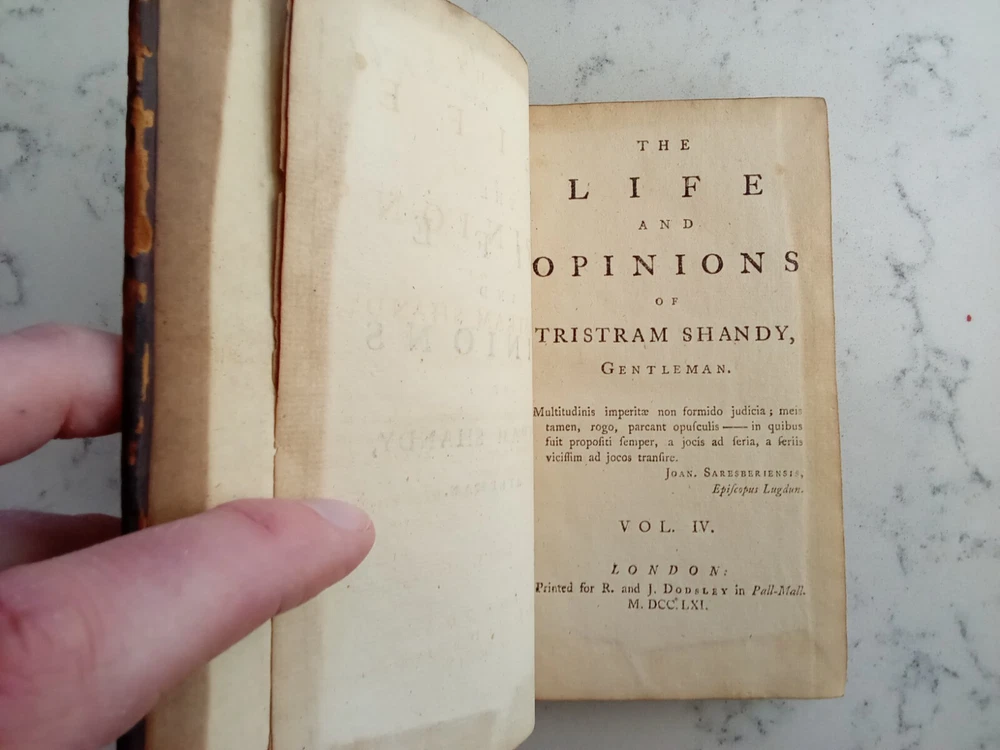 THE
LIFE
AND
OPINIONS
OF
TRISTRAM SHANDY,
GENTLEMAN.
Multitudinis imperitæ non formido judicia; meis
tamen, rogo, parcant opuſculis —— in quibus
fuit propoſiti ſemper, a jocis ad ſeria, a ſeriis
viciſſim ad jocos tranſire.
JOAN. SARESBERIENSIS,
Epiſcopus Lugdun.
VOL. IV.
LONDON:
Printed for R. and J. DODSLEY in Pall-Mall.
M.DCC.LXI.